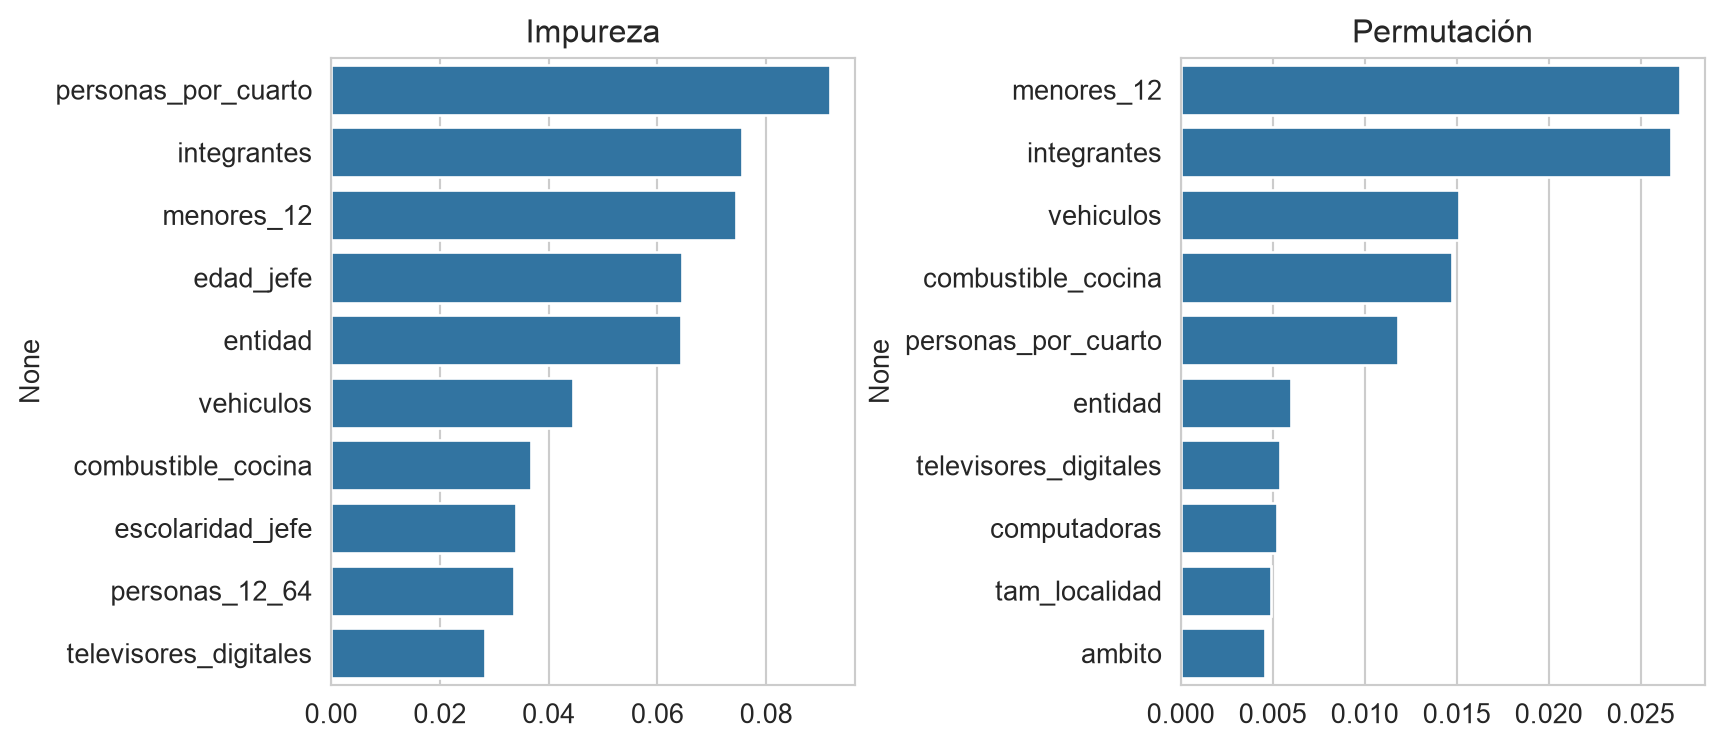 Impureza
None
personas_por_cuarto
integrantes
menores_12
edad_jefe
entidad
vehiculos
combustible_cocina
escolaridad_jefe
personas_12_64
televisores_digitales
0.00 0.02 0.04 0.06 0.08
Permutación
None
menores_12
integrantes
vehiculos
combustible_cocina
personas_por_cuarto
entidad
televisores_digitales
computadoras
tam_localidad
ambito
0.000 0.005 0.010 0.015 0.020 0.025